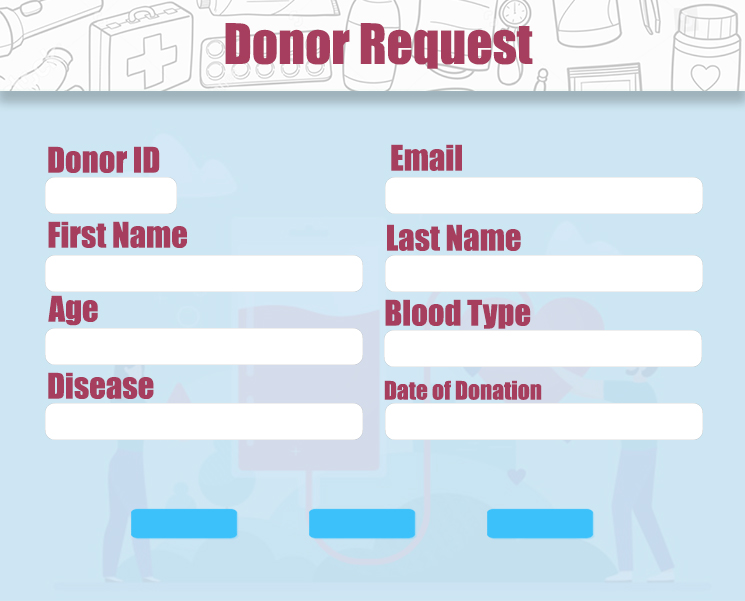 Donor Request
Donor ID
Email
First Name
Last Name
Age
Blood Type
Disease
Date of Donation